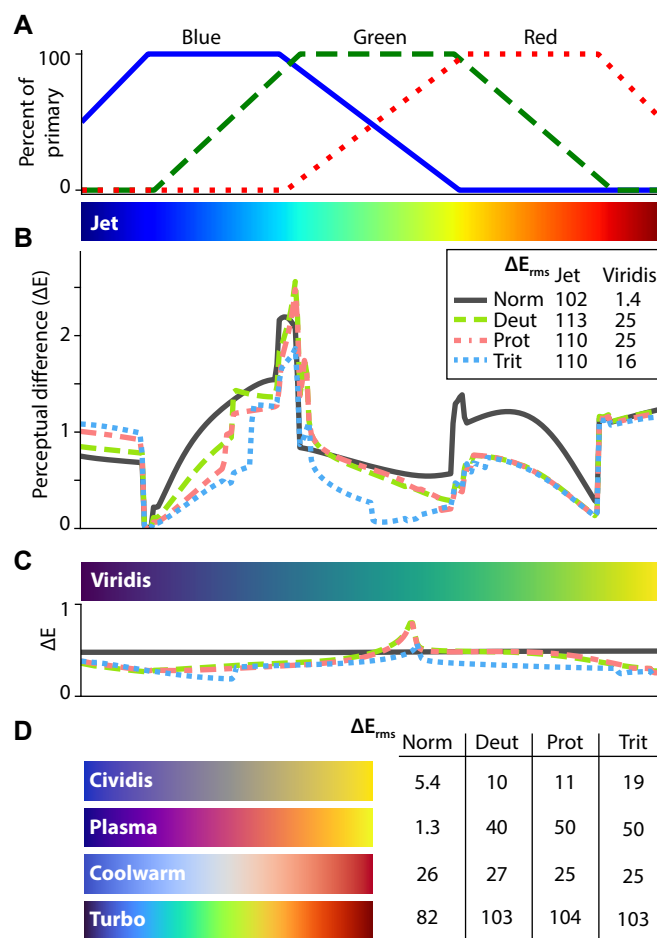 A
Blue Green Red
100
Percent of
primary
0
Jet
B
ΔErms Jet Viridis
Norm 102 1.4
Deut 113 25
Prot 110 25
Trit 110 16
Perceptual difference (ΔE)
2
1
0
C
Viridis
1
ΔE
0
D
ΔErms Norm Deut Prot Trit
Cividis 5.4 10 11 19
Plasma 1.3 40 50 50
Coolwarm 26 27 25 25
Turbo 82 103 104 103